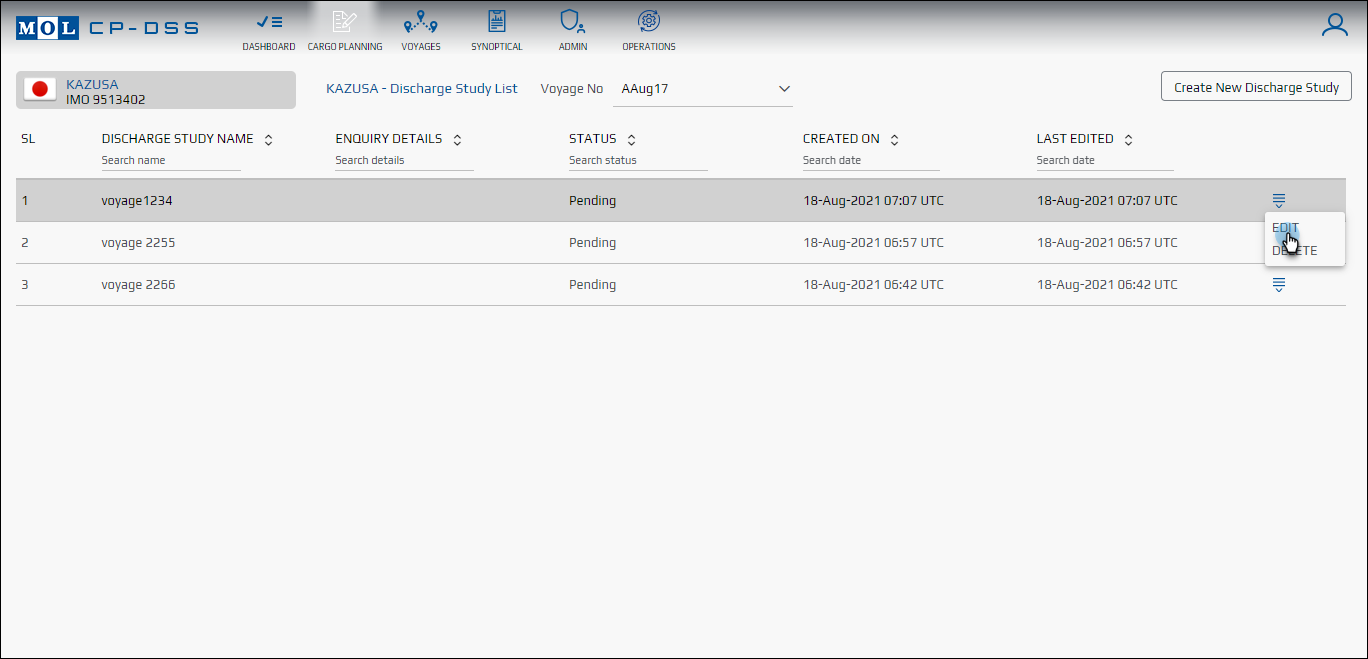 MOL CP-DSS
DASHBOARD CARGO PLANNING VOYAGES SYNOPTICAL ADMIN OPERATIONS
KAZUSA
IMO 9513402
KAZUSA - Discharge Study List Voyage No AAug17 Create New Discharge Study
SL DISCHARGE STUDY NAME ENQUIRY DETAILS STATUS CREATED ON LAST EDITED
Search name Search details Search status Search date Search date
1 voyage1234 Pending 18-Aug-2021 07:07 UTC 18-Aug-2021 07:07 UTC
EDIT
2 voyage 2255 Pending 18-Aug-2021 06:57 UTC 18-Aug-2021 06:57 UTC
DELETE
3 voyage 2266 Pending 18-Aug-2021 06:42 UTC 18-Aug-2021 06:42 UTC